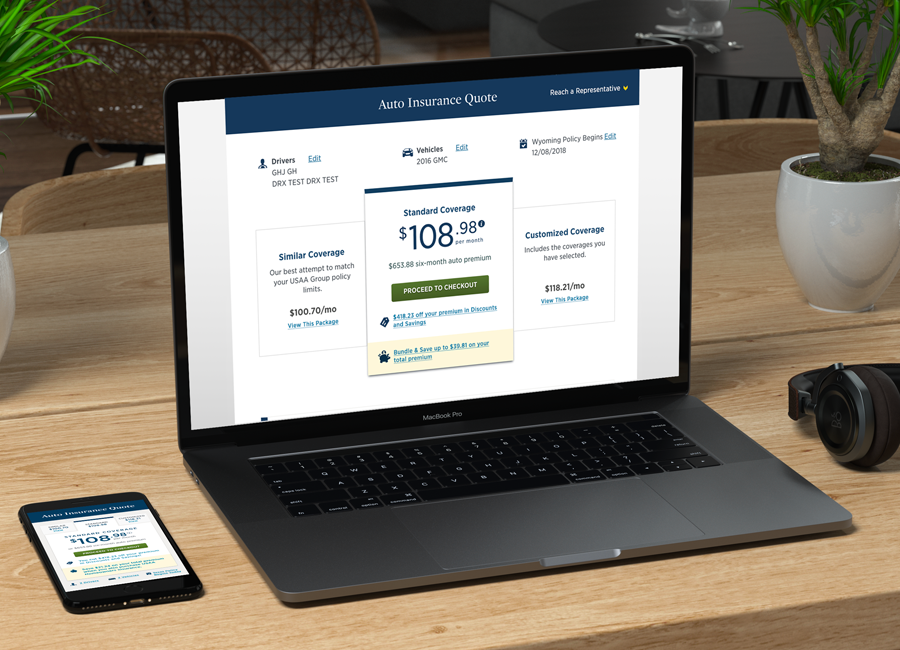 Auto Insurance Quote
Reach a Representative
Drivers Edit
GHJ GH
DRX TEST DRX TEST
Vehicles Edit
2016 GMC
Wyoming Policy Begins Edit
12/08/2018
Similar Coverage
Our best attempt to match
your USAA Group policy
limits.
$100.70/mo
View This Package
Standard Coverage
$108.98
per month
$653.88 six-month auto premium
PROCEED TO CHECKOUT
$418.23 off your premium in Discounts
and Savings
Bundle & Save up to $39.81 on your
total premium
Customized Coverage
Includes the coverages you
have selected.
$118.21/mo
View This Package
MacBook Pro
Auto Insurance Quote
STANDARD COVERAGE
$108.98
PROCEED TO CHECKOUT